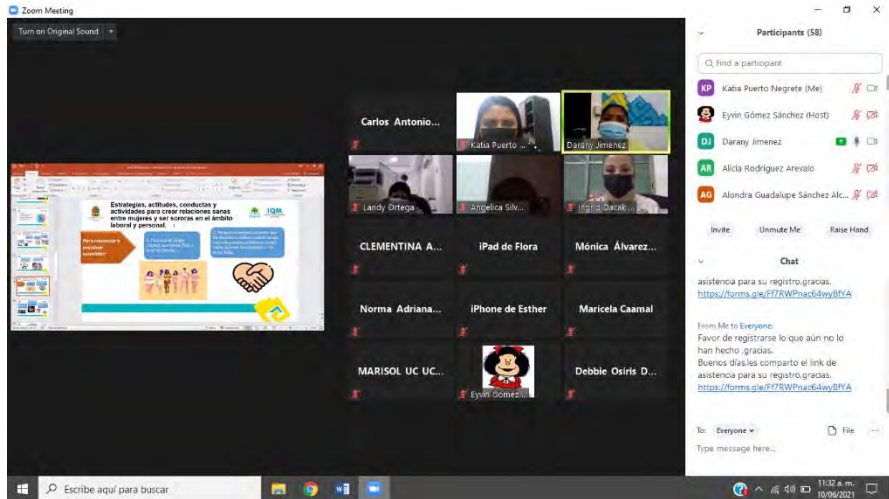 Zoom Meeting
Turn on Original Sound
Participants (58)
Find a participant
KP Katia Puerto Negrete (Me)
Eyvin Gómez Sánchez (Host)
DJ Darany Jimenez
AR Alicia Rodriguez Arevalo
AG Alondra Guadalupe Sánchez Alc...
Invite Unmute Me Raise Hand
Carlos Antonio...
Katia Puerto ...
Darany Jimenez
Landy Ortega
Angelica Silv...
Ingrid Dacak...
CLEMENTINA A...
iPad de Flora
Mónica Álvarez...
Norma Adriana...
iPhone de Esther
Maricela Caamal
MARISOL UC UC...
Eyvin Gómez...
Debbie Osiris D...
Estrategias, actitudes, conductas y
actividades para crear relaciones sanas
entre mujeres y ser sororas en el ámbito
laboral y personal.
IQM
Chat
asistencia para su registro.gracias.
https://forms.gle/Ff7RWPnac64wyBfYA
From Me to Everyone:
Favor de registrarse lo que aún no lo
han hecho .gracias.
Buenos días.les comparto el link de
asistencia para su registro.gracias.
https://forms.gle/Ff7RWPnac64wyBfYA
To: Everyone
File
Type message here...
Escribe aquí para buscar
11:32 a. m.
10/06/2021